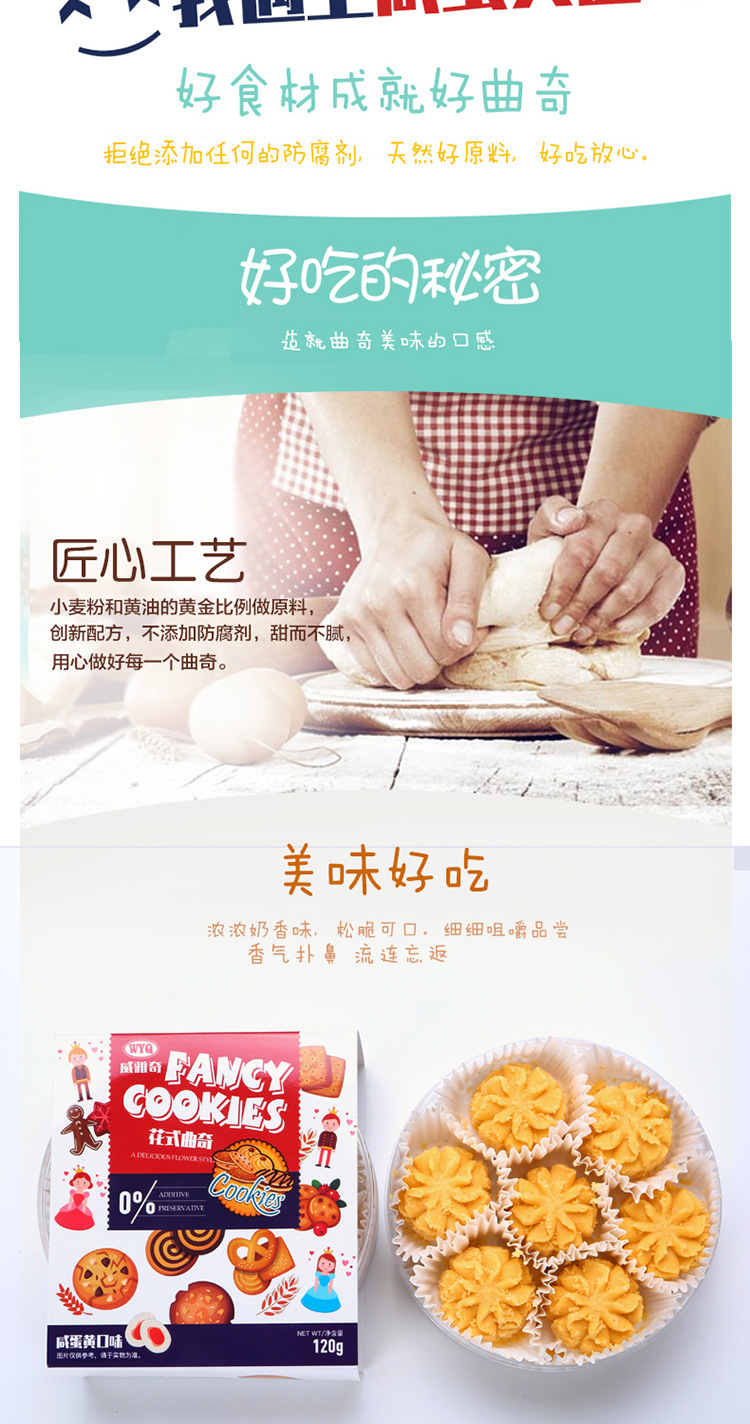 好食材成就好曲奇
拒绝添加任何的防腐剂, 天然好原料, 好吃放心。
好吃的秘密
造就曲奇美味的口感
匠心工艺
小麦粉和黄油的黄金比例做原料，
创新配方，不添加防腐剂，甜而不腻，
用心做好每一个曲奇。
美味好吃
浓浓奶香味, 松脆可口。细细咀嚼品尝
香气扑鼻 流连忘返
WYQ
威雅奇
FANCY
COOKIES
花式曲奇
A DELICIOUS FLOWER STYL
Cookies
0% ADDITIVE
PRESERVATIVE
咸蛋黄口味
图片仅供参考，请于实物为准。
NET WT/净含量
120g